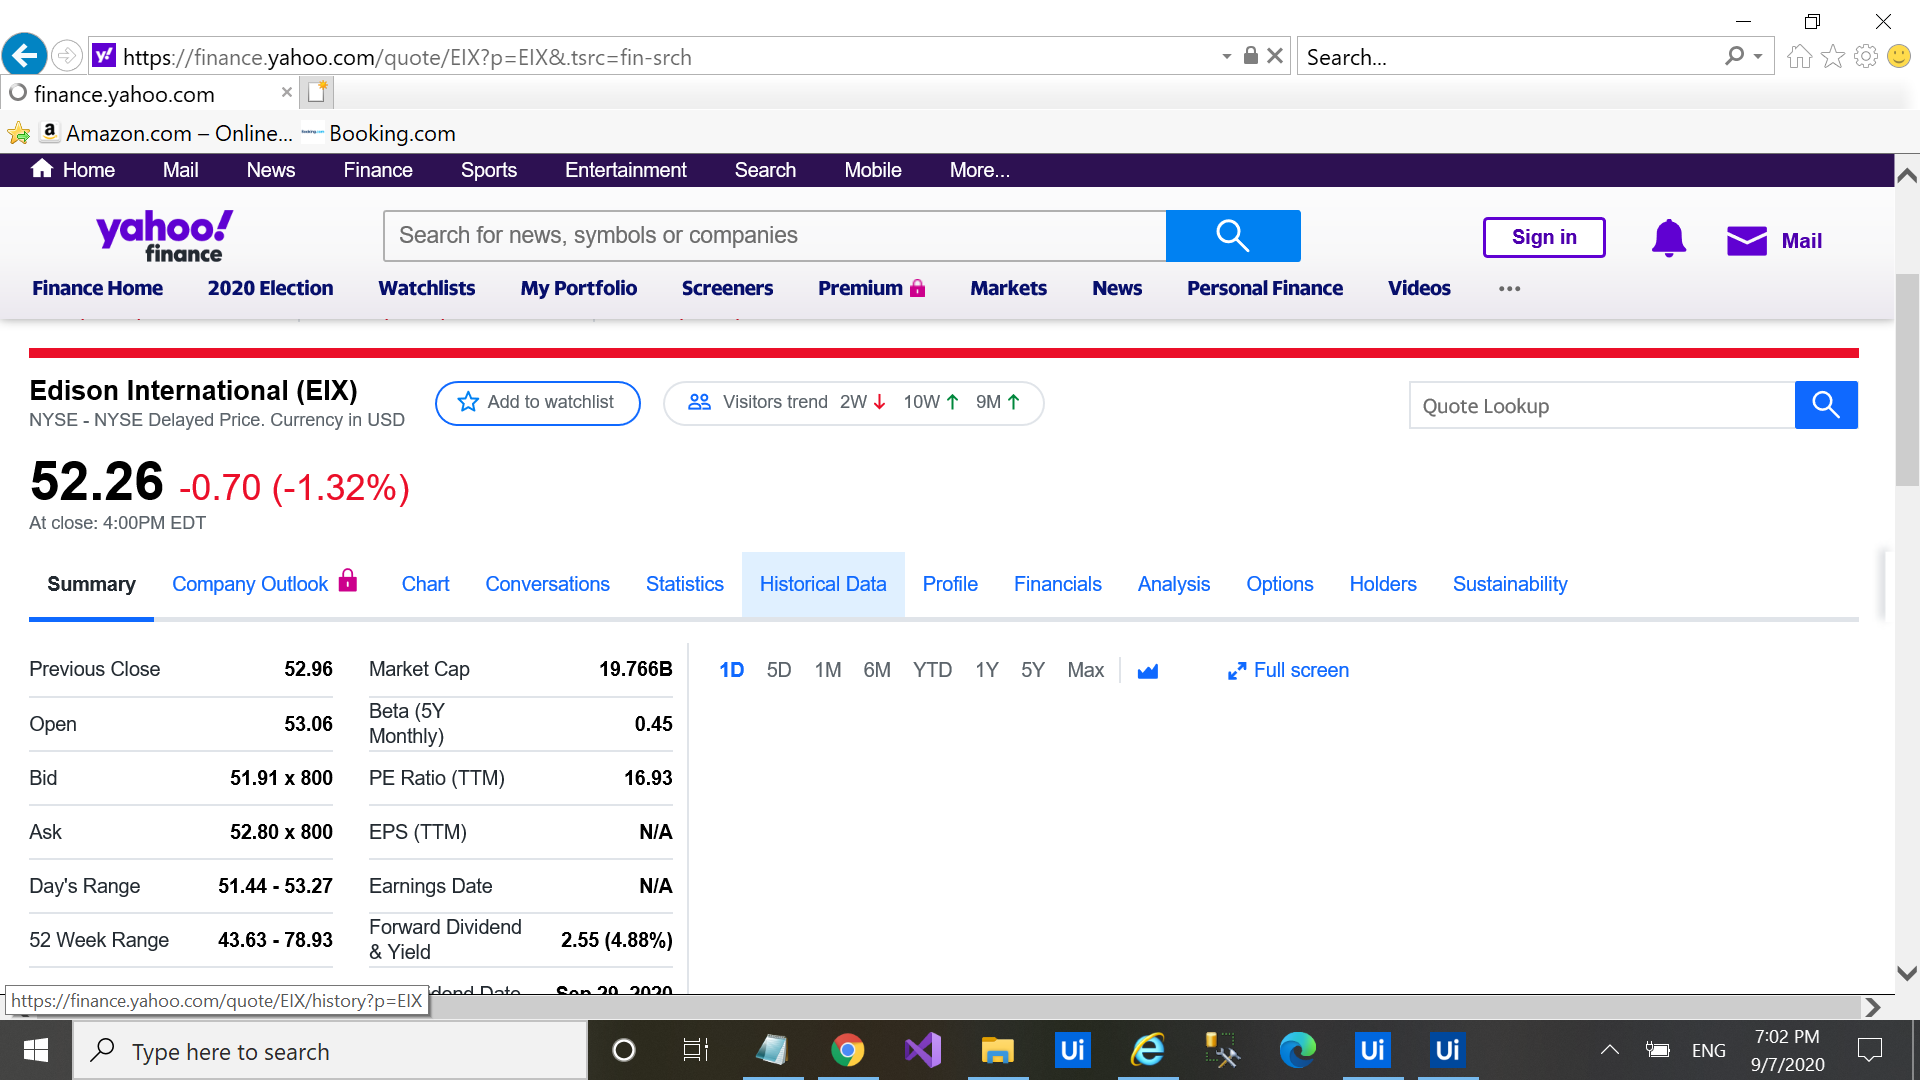 https://finance.yahoo.com/quote/EIX?p=EIX&.tsrc=fin-srch
Search...
finance.yahoo.com
Amazon.com – Online...
Booking.com
Home Mail News Finance Sports Entertainment Search Mobile More...
yahoo!
finance
Search for news, symbols or companies
Sign in
Mail
Finance Home 2020 Election Watchlists My Portfolio Screeners Premium Markets News Personal Finance Videos ...
Edison International (EIX)
NYSE - NYSE Delayed Price. Currency in USD
Add to watchlist
Visitors trend 2W ↓ 10W ↑ 9M ↑
Quote Lookup
52.26 -0.70 (-1.32%)
At close: 4:00PM EDT
Summary Company Outlook Chart Conversations Statistics Historical Data Profile Financials Analysis Options Holders Sustainability
Previous Close 52.96
Open 53.06
Bid 51.91 x 800
Ask 52.80 x 800
Day's Range 51.44 - 53.27
52 Week Range 43.63 - 78.93
Market Cap 19.766B
Beta (5Y
Monthly) 0.45
PE Ratio (TTM) 16.93
EPS (TTM) N/A
Earnings Date N/A
Forward Dividend
& Yield 2.55 (4.88%)
Date Sep 29, 2020
1D 5D 1M 6M YTD 1Y 5Y Max
Full screen
https://finance.yahoo.com/quote/EIX/history?p=EIX
Type here to search
Ui
Ui
Ui
ENG
7:02 PM
9/7/2020